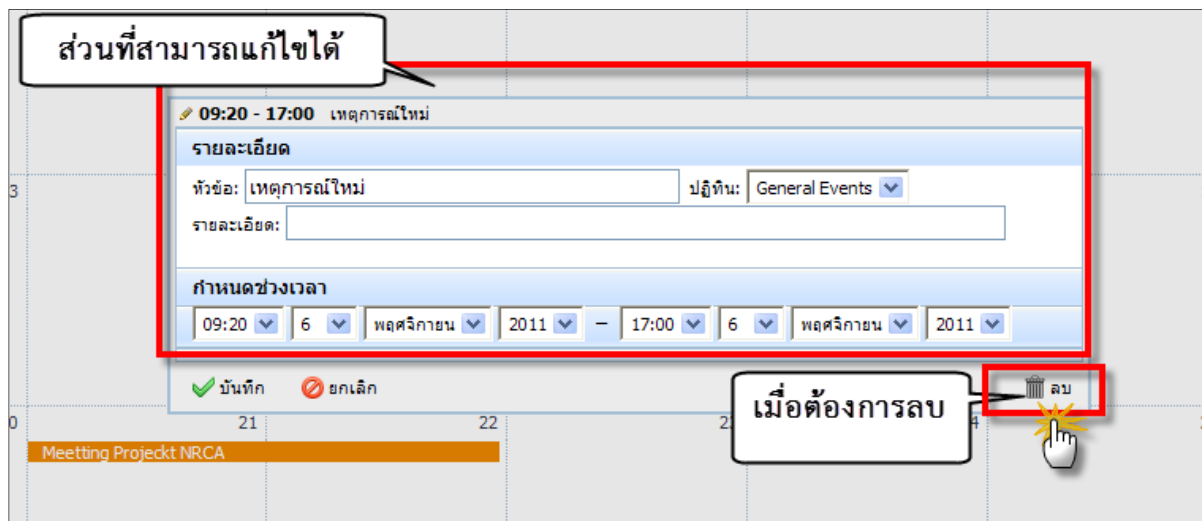 ส่วนที่สามารถแก้ไขได้
09:20 - 17:00 เหตุการณ์ใหม่
รายละเอียด
3
หัวข้อ: เหตุการณ์ใหม่ ปฏิทิน: General Events
รายละเอียด:
กำหนดช่วงเวลา
09:20 6 พฤศจิกายน 2011 – 17:00 6 พฤศจิกายน 2011
บันทึก ยกเลิก ลบ
เมื่อต้องการลบ
0 21 22 2 4
Meetting Projeckt NRCA